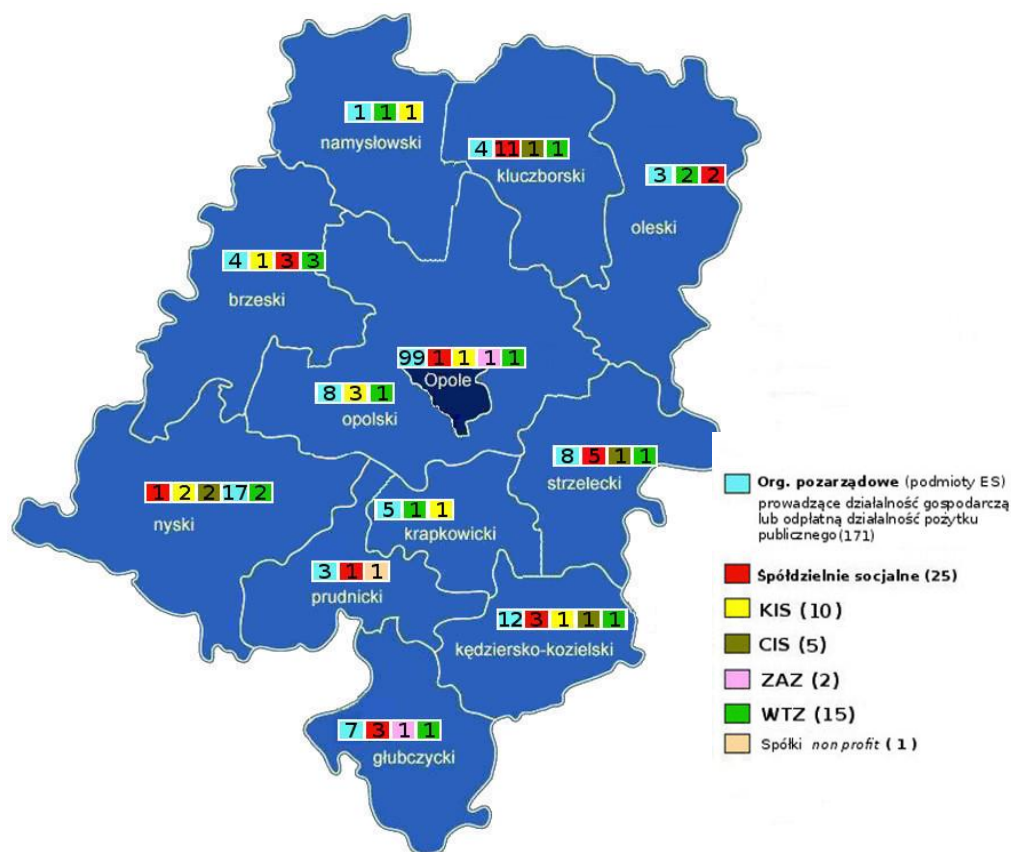 1 1 1
namysłowski
4 11 1 1
kluczborski
3 2 2
oleski
4 1 3 3
brzeski
99 1 1 1 1
Opole
8 3 1
opolski
8 5 1 1
strzelecki
1 2 2 17 2
nyski
5 1 1
krapkowicki
3 1 1
prudnicki
12 3 1 1 1
kędziersko-kozielski
7 3 1 1
głubczycki
Org. pozarządowe (podmioty ES)
prowadzące działalność gospodarczą
lub odpłatną działalność pożytku
publicznego (171)
Spółdzielnie socjalne (25)
KIS (10)
CIS (5)
ZAZ (2)
WTZ (15)
Spółki non profit ( 1 )